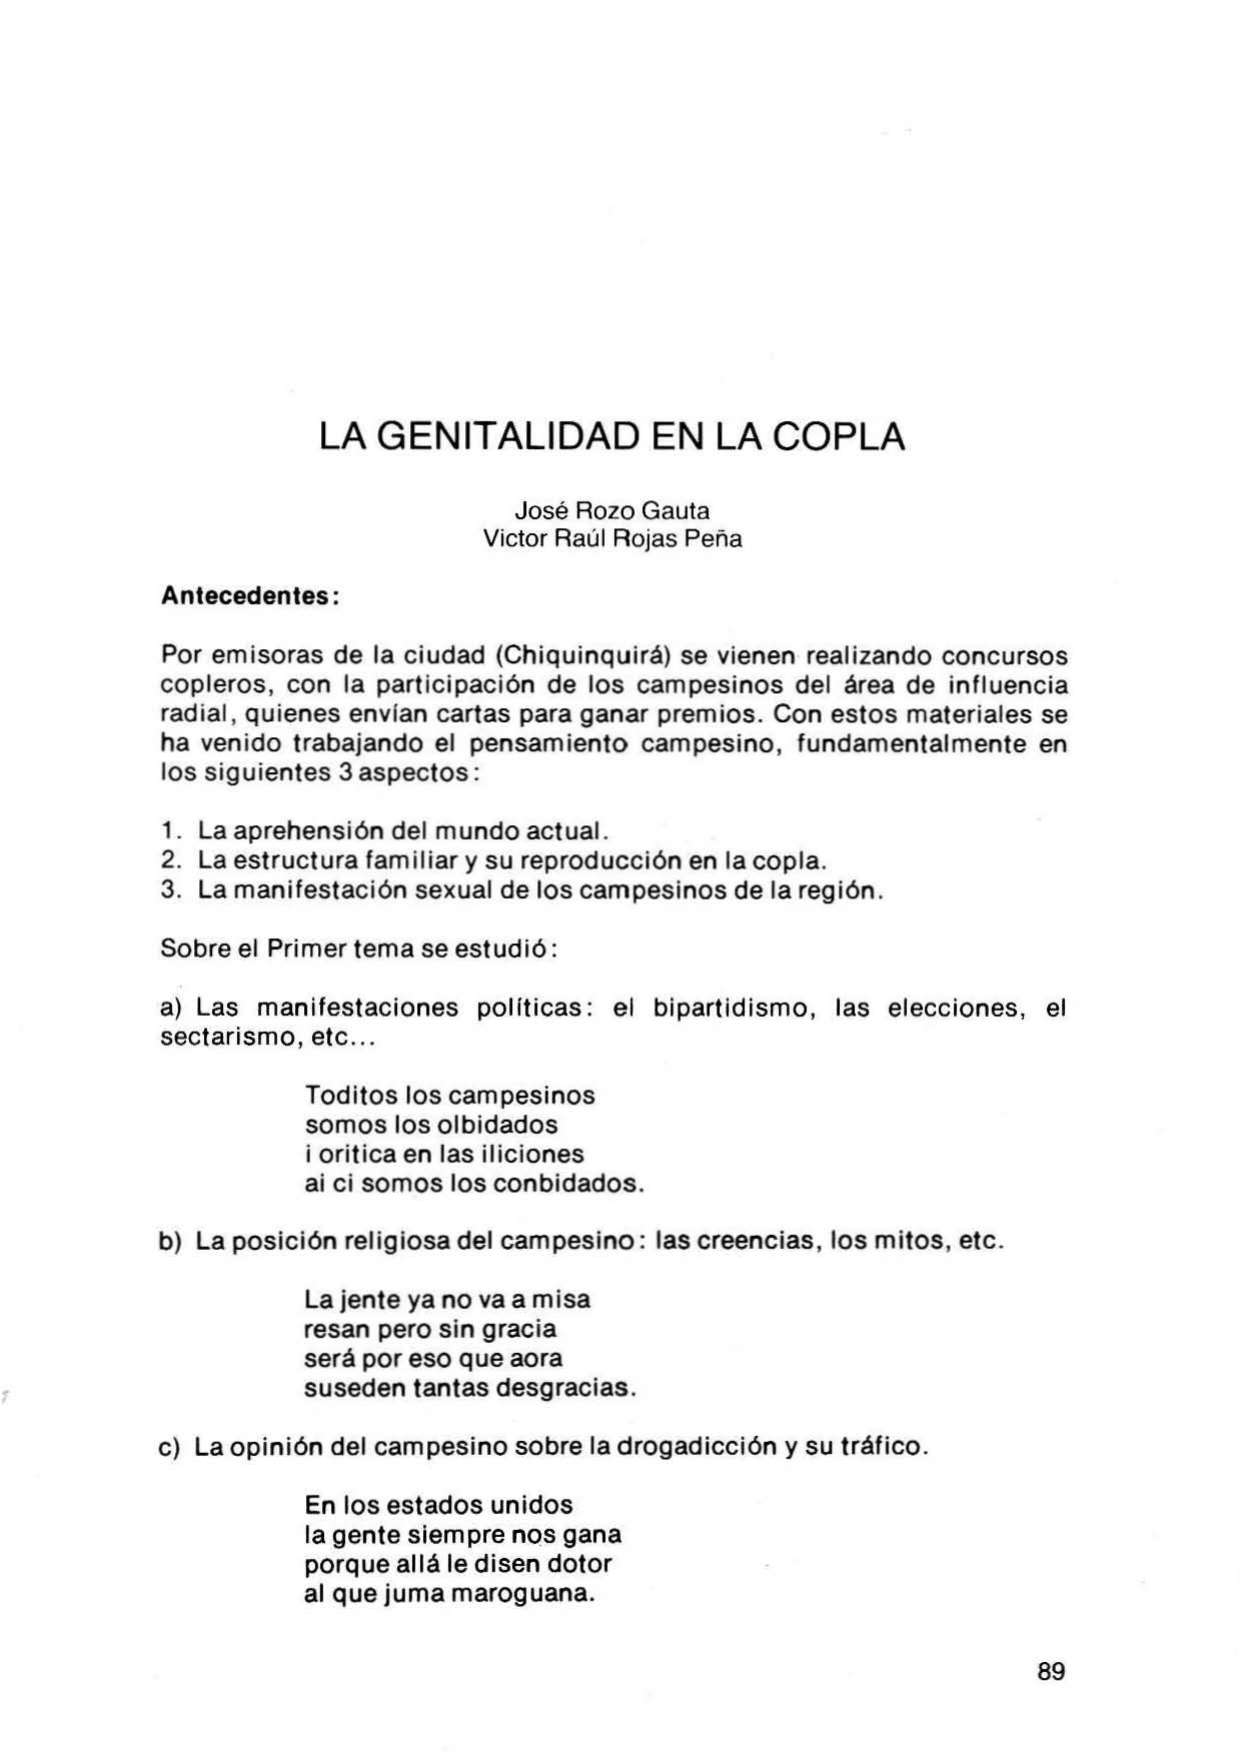 LA GENITALIDAD EN LA COPLA
José Rozo Gauta
Victor Raúl Rojas Peña
Antecedentes:
Por emisoras de la ciudad (Chiquinquirá) se vienen realizando concursos
copleros, con la participación de los campesinos del área de influencia
radial, quienes envían cartas para ganar premios. Con estos materiales se
ha venido trabajando el pensamiento campesino, fundamentalmente en
los siguientes 3 aspectos:
1. La aprehensión del mundo actual.
2. La estructura familiar y su reproducción en la copla.
3. La manifestación sexual de los campesinos de la región.
Sobre el Primer tema se estudió:
a) Las manifestaciones políticas: el bipartidismo, las elecciones, el
sectarismo, etc...
Toditos los campesinos
somos los olbidados
i oritica en las iliciones
ai ci somos los conbidados.
b) La posición religiosa del campesino: las creencias, los mitos, etc.
La jente ya no va a misa
resan pero sin gracia
será por eso que aora
suseden tantas desgracias.
c) La opinión del campesino sobre la drogadicción y su tráfico.
En los estados unidos
la gente siempre nos gana
porque allá le disen dotor
al que juma maroguana.
89